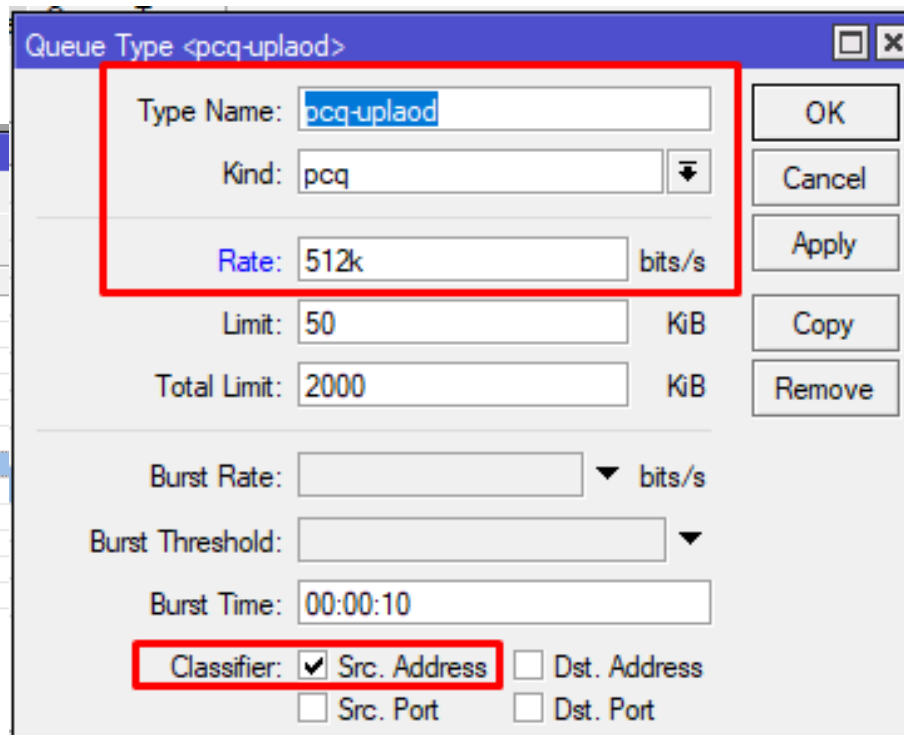 Queue Type <pcq-uplaod>
Type Name: pcq-uplaod
OK
Kind: pcq
Cancel
Rate: 512k bits/s
Apply
Limit: 50 KiB
Copy
Total Limit: 2000 KiB
Remove
Burst Rate: bits/s
Burst Threshold:
Burst Time: 00:00:10
Classifier: Src. Address Dst. Address
Src. Port Dst. Port